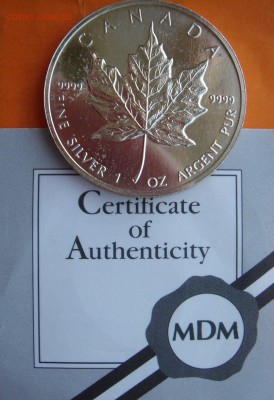 CANADA
9999 9999
FINE SILVER 1 OZ ARGENT PUR
Certificate
of
Authenticity
MDM